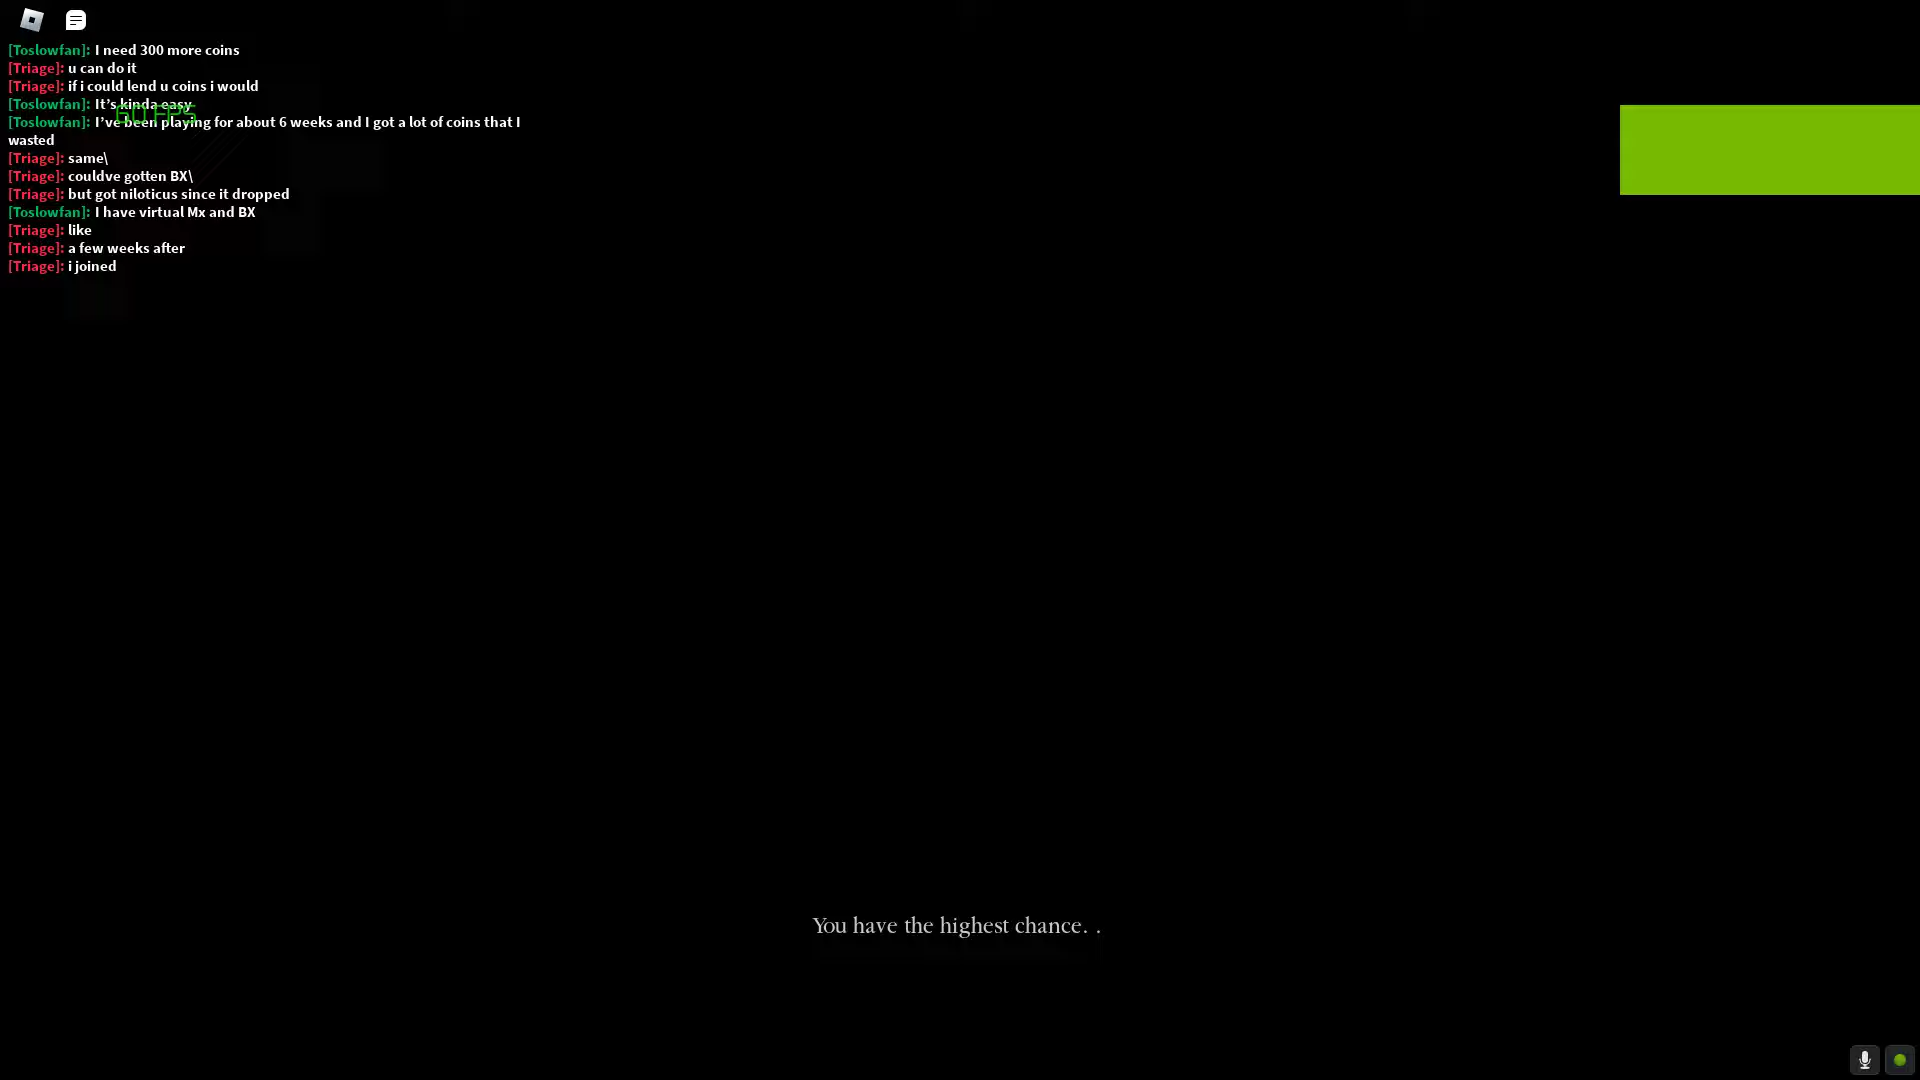 [Toslowfan]: I need 300 more coins
[Triage]: u can do it
[Triage]: if i could lend u coins i would
[Toslowfan]: It's kinda easy
60 FPS
[Toslowfan]: I've been playing for about 6 weeks and I got a lot of coins that I
wasted
[Triage]: same\
[Triage]: couldve gotten BX\
[Triage]: but got niloticus since it dropped
[Toslowfan]: I have virtual Mx and BX
[Triage]: like
[Triage]: a few weeks after
[Triage]: i joined
You have the highest chance. .